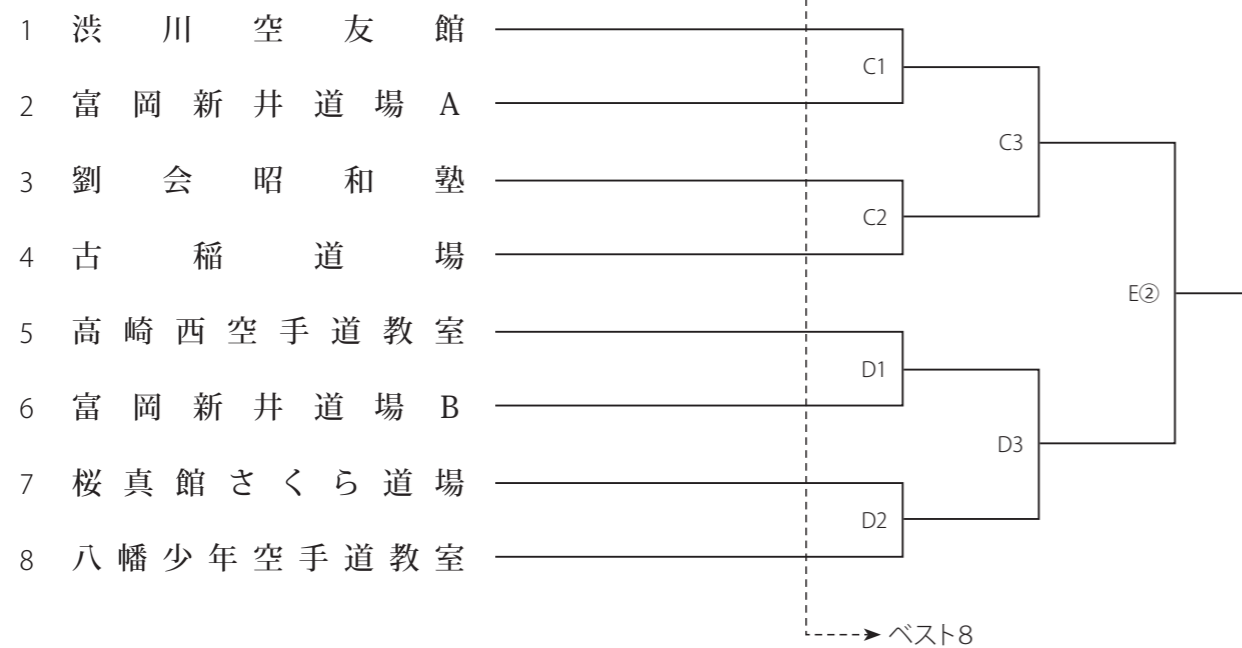 1 渋川空友館
C1
2 富岡新井道場A
C3
3 劉会昭和塾
C2
4 古稲道場
E②
5 高崎西空手道教室
D1
6 富岡新井道場B
D3
7 桜真館さくら道場
D2
8 八幡少年空手道教室
ベスト8